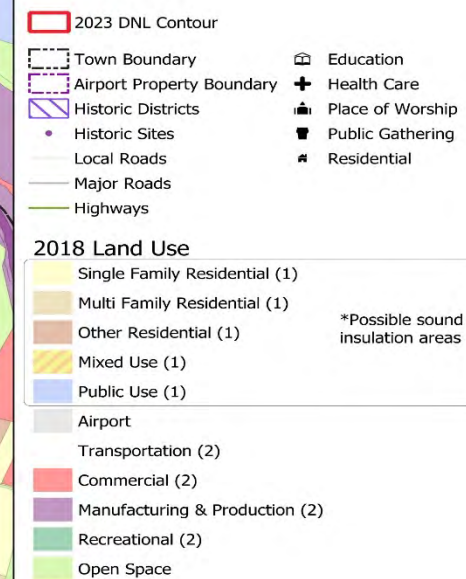 2023 DNL Contour
Town Boundary
Airport Property Boundary
Historic Districts
Historic Sites
Local Roads
Major Roads
Highways
Education
Health Care
Place of Worship
Public Gathering
Residential
2018 Land Use
Single Family Residential (1)
Multi Family Residential (1)
Other Residential (1)
Mixed Use (1)
Public Use (1)
*Possible sound
insulation areas
Airport
Transportation (2)
Commercial (2)
Manufacturing & Production (2)
Recreational (2)
Open Space